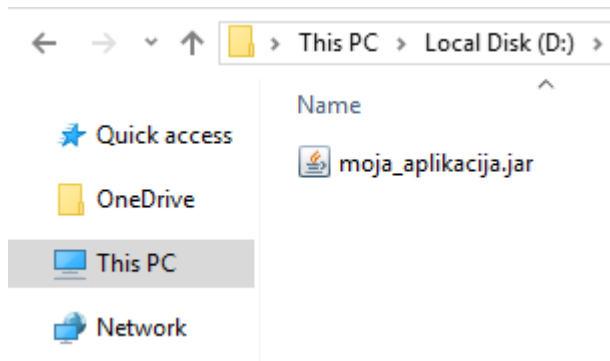 This PC > Local Disk (D:) >
Name
Quick access
moja_aplikacija.jar
OneDrive
This PC
Network